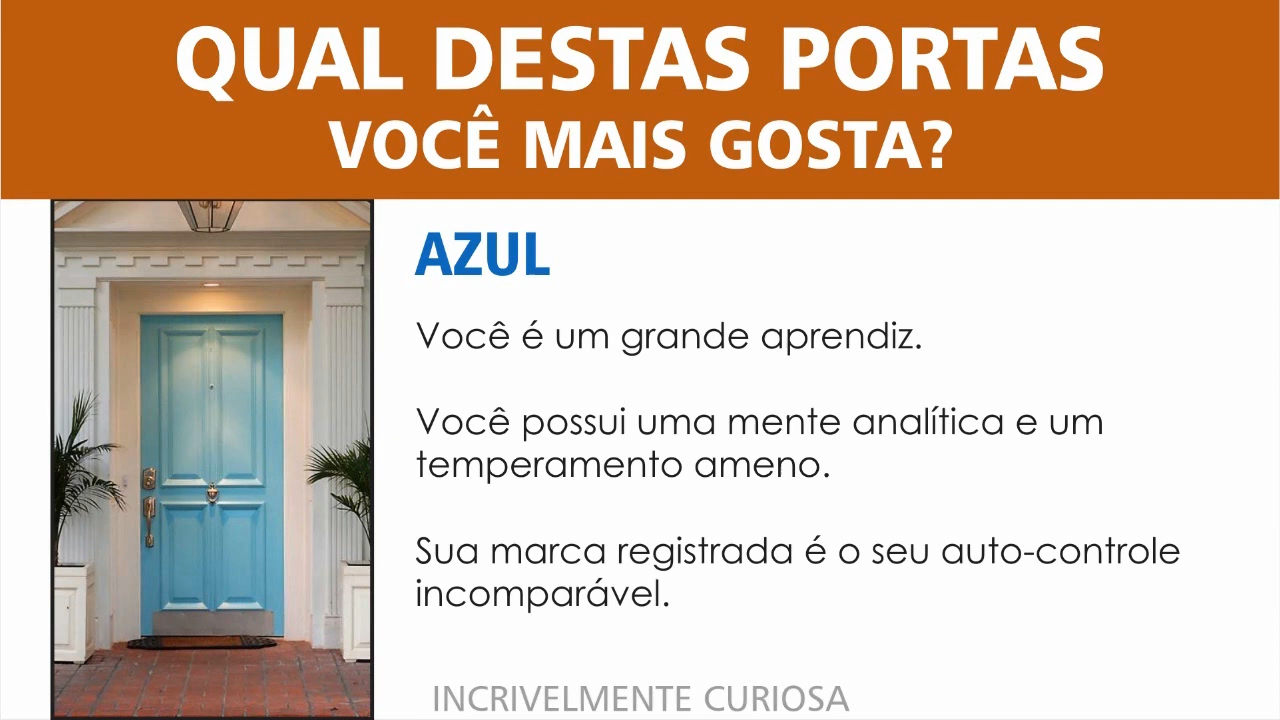 QUAL DESTAS PORTAS
VOCÊ MAIS GOSTA?
AZUL
Você é um grande aprendiz.
Você possui uma mente analítica e um
temperamento ameno.
Sua marca registrada é o seu auto-controle
incomparável.
INCRIVELMENTE CURIOSA